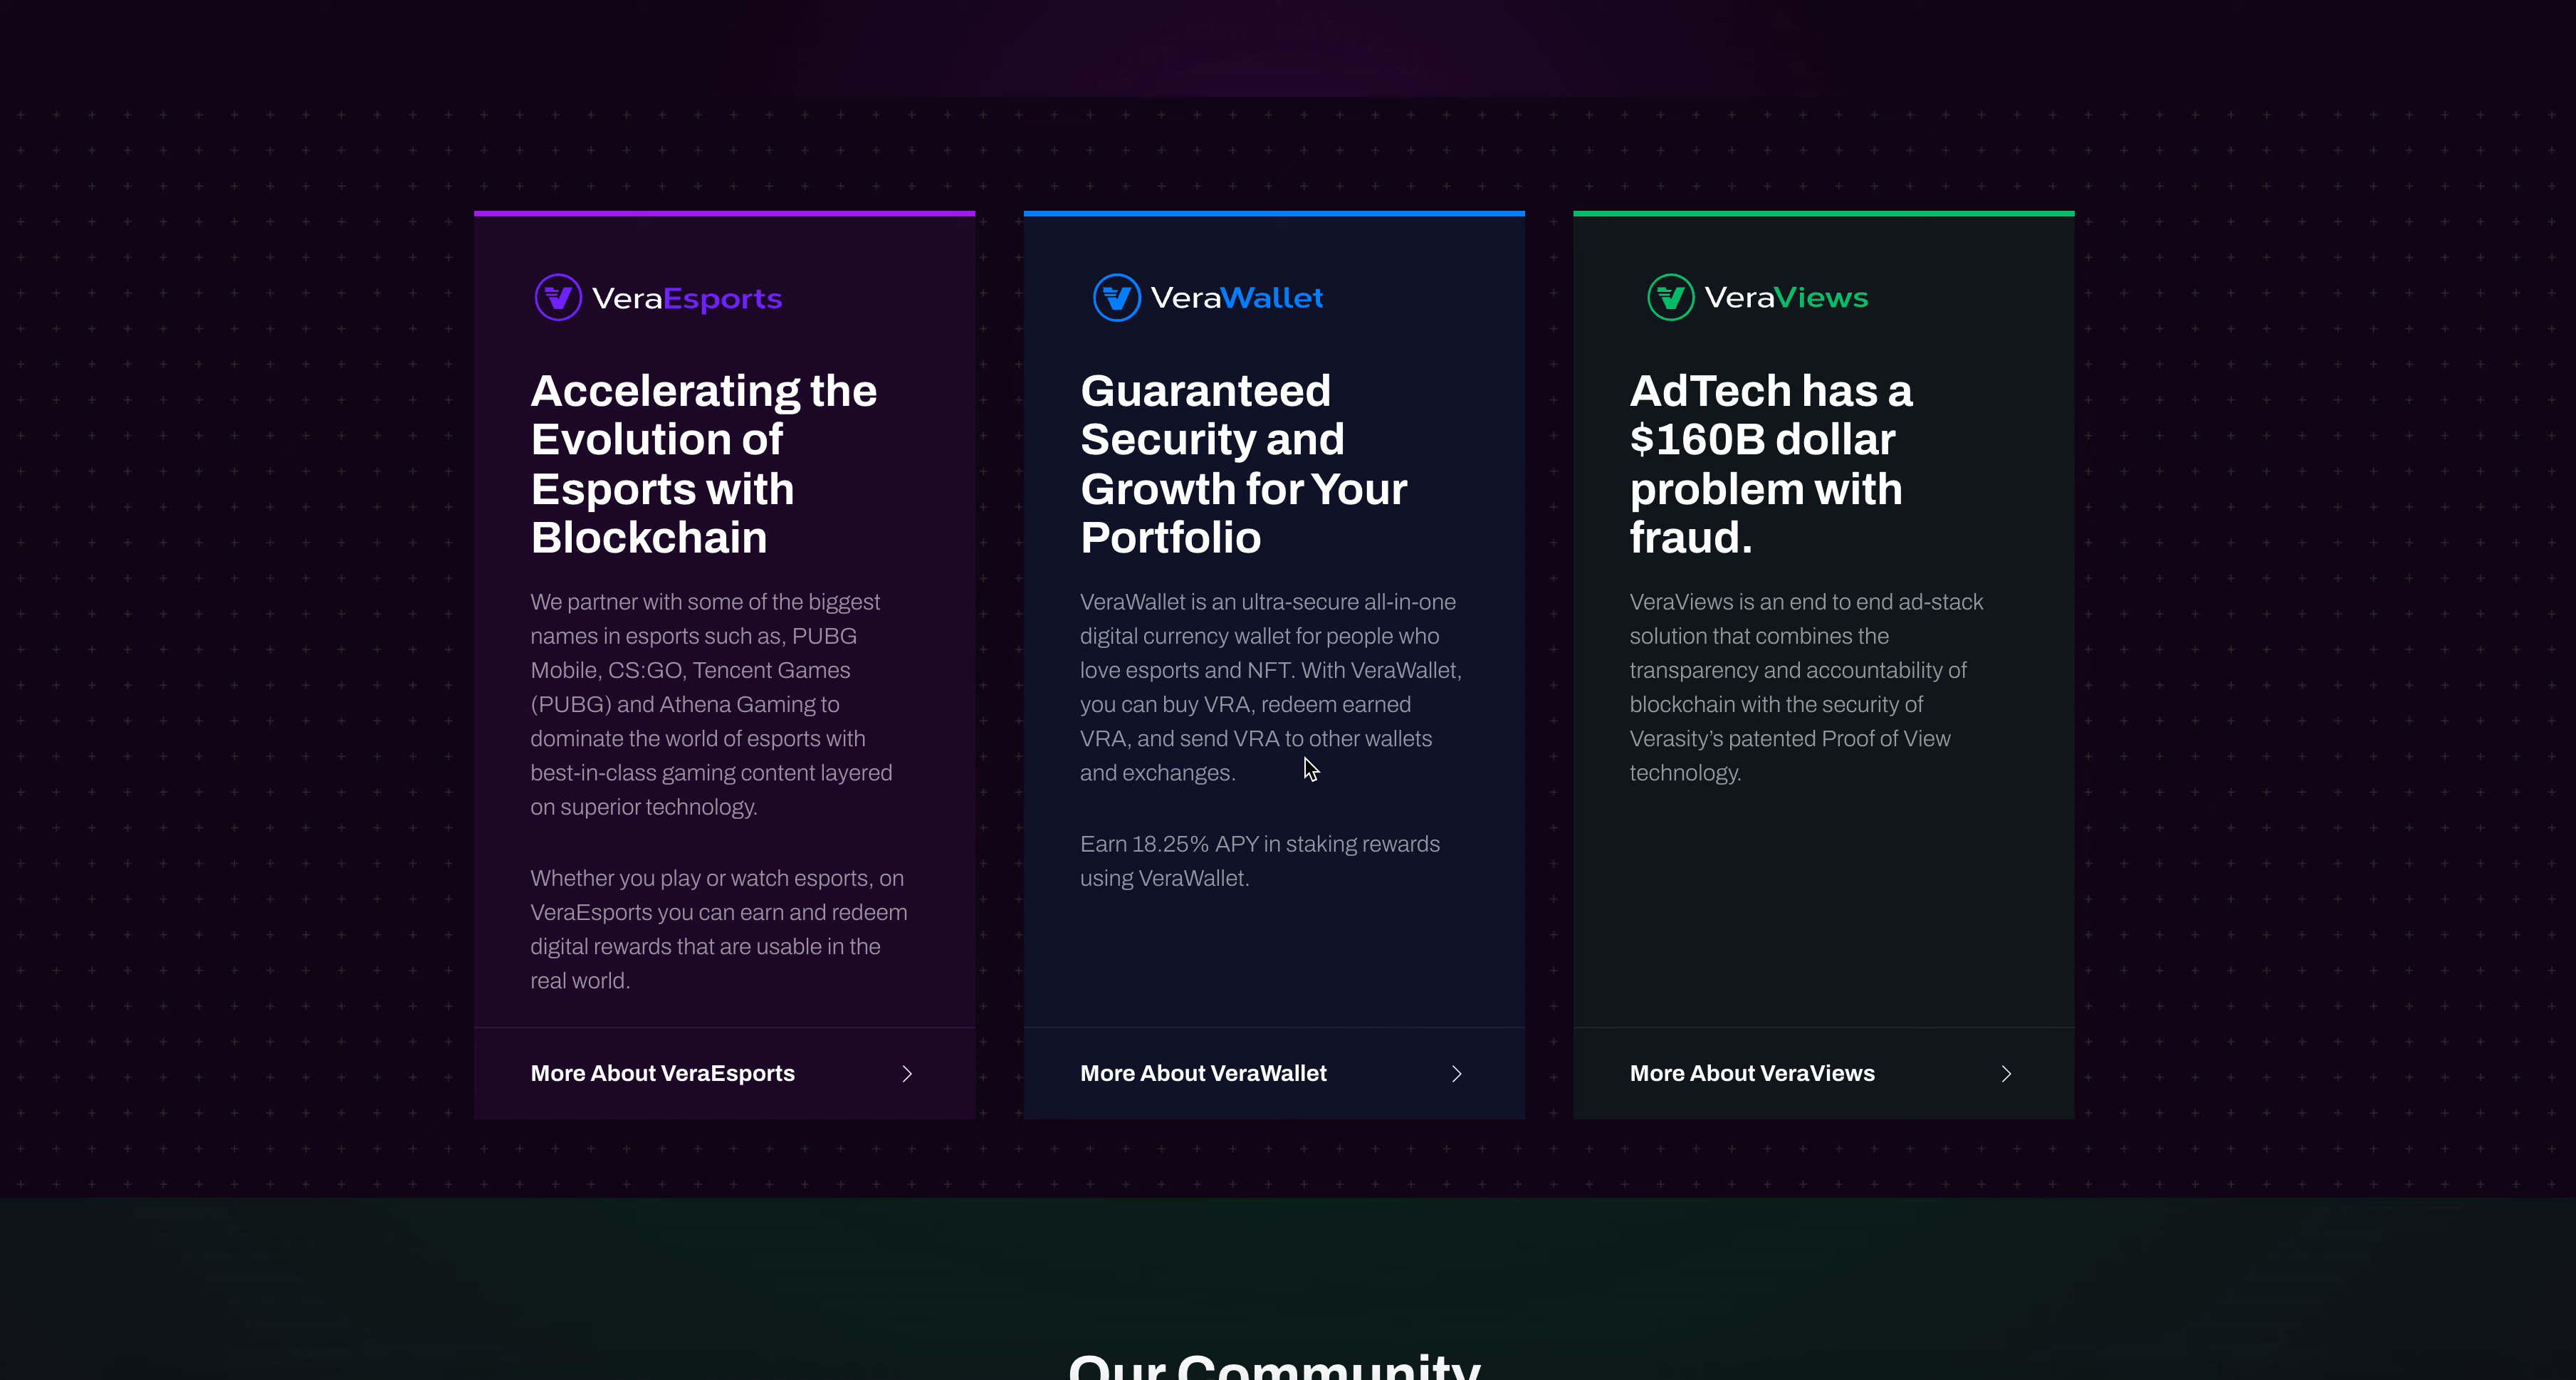 VeraEsports
Accelerating the
Evolution of
Esports with
Blockchain
We partner with some of the biggest
names in esports such as, PUBG
Mobile, CS:GO, Tencent Games
(PUBG) and Athena Gaming to
dominate the world of esports with
best-in-class gaming content layered
on superior technology.
Whether you play or watch esports, on
VeraEsports you can earn and redeem
digital rewards that are usable in the
real world.
More About VeraEsports
VeraWallet
Guaranteed
Security and
Growth for Your
Portfolio
VeraWallet is an ultra-secure all-in-one
digital currency wallet for people who
love esports and NFT. With VeraWallet,
you can buy VRA, redeem earned
VRA, and send VRA to other wallets
and exchanges.
Earn 18.25% APY in staking rewards
using VeraWallet.
More About VeraWallet
VeraViews
AdTech has a
$160B dollar
problem with
fraud.
VeraViews is an end to end ad-stack
solution that combines the
transparency and accountability of
blockchain with the security of
Verasity’s patented Proof of View
technology.
More About VeraViews
Our Community